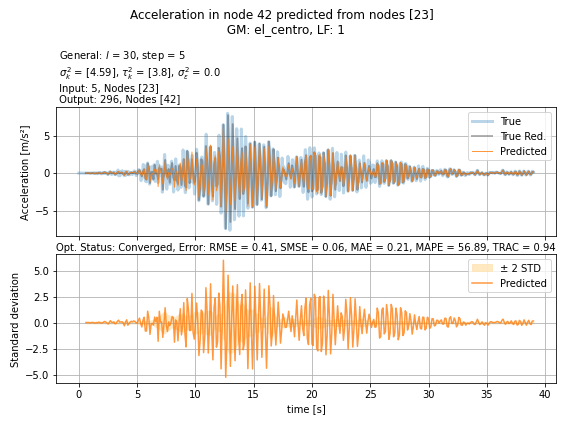 Acceleration in node 42 predicted from nodes [23]
GM: el_centro, LF: 1
General: l = 30, step = 5
σ²_k = [4.59], τ²_k = [3.8], σ²_ε = 0.0
Input: 5, Nodes [23]
Output: 296, Nodes [42]
Acceleration [m/s²]
5
0
−5
True
True Red.
Predicted
Opt. Status: Converged, Error: RMSE = 0.41, SMSE = 0.06, MAE = 0.21, MAPE = 56.89, TRAC = 0.94
Standard deviation
5.0
2.5
0.0
−2.5
−5.0
± 2 STD
Predicted
0 5 10 15 20 25 30 35 40
time [s]